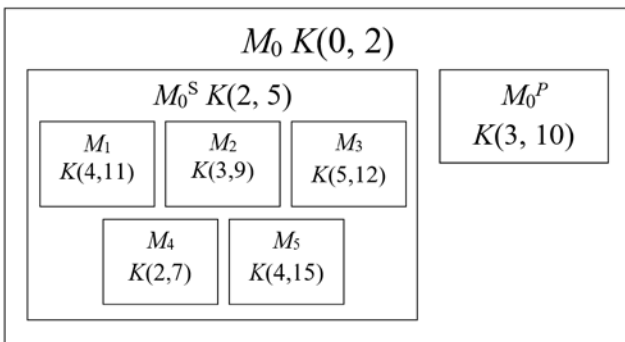 M₀ K(0, 2)
M₀ˢ K(2, 5)
M₁
K(4,11)
M₂
K(3,9)
M₃
K(5,12)
M₄
K(2,7)
M₅
K(4,15)
M₀ᴾ
K(3, 10)